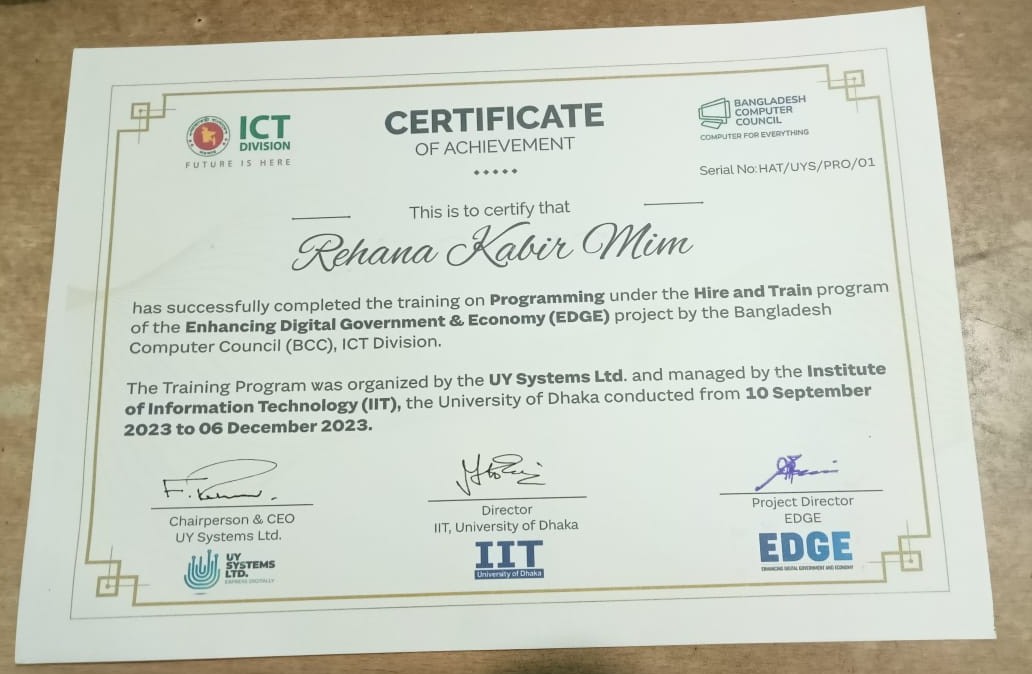 ICT
DIVISION
FUTURE IS HERE
CERTIFICATE
OF ACHIEVEMENT
BANGLADESH
COMPUTER
COUNCIL
COMPUTER FOR EVERYTHING
Serial No:HAT/UYS/PRO/01
This is to certify that
Rehana Kabir Mim
has successfully completed the training on Programming under the Hire and Train program
of the Enhancing Digital Government & Economy (EDGE) project by the Bangladesh
Computer Council (BCC), ICT Division.
The Training Program was organized by the UY Systems Ltd. and managed by the Institute
of Information Technology (IIT), the University of Dhaka conducted from 10 September
2023 to 06 December 2023.
Chairperson & CEO
UY Systems Ltd.
UY
SYSTEMS
LTD.
EXPRESS DIGITALLY
Director
IIT, University of Dhaka
IIT
University of Dhaka
Project Director
EDGE
EDGE
ENHANCING DIGITAL GOVERNMENT AND ECONOMY